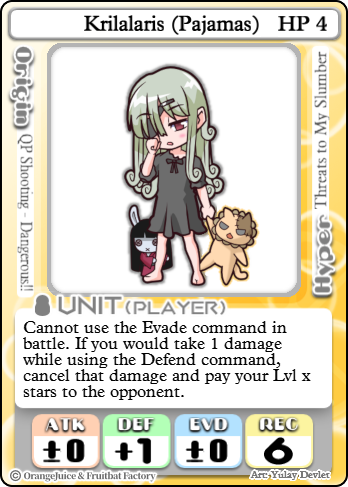 Krilalaris (Pajamas) HP 4
Origin QP Shooting - Dangerous!!
Hyper Threats to My Slumber
UNIT (PLAYER)
Cannot use the Evade command in
battle. If you would take 1 damage
while using the Defend command,
cancel that damage and pay your Lvl x
stars to the opponent.
ATK DEF EVD REC
±0 +1 ±0 6
© OrangeJuice & Fruitbat Factory Art: Yulay Devlet